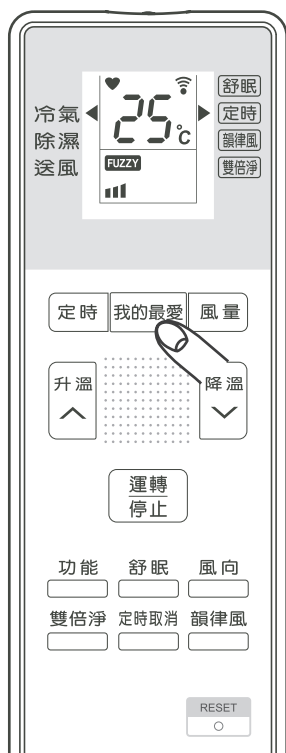 舒眠
冷氣 25℃ 定時
除濕 韻律風
送風 FUZZY 雙倍淨
定時 我的最愛 風量
升溫 降溫
運轉
停止
功能 舒眠 風向
雙倍淨 定時取消 韻律風
RESET